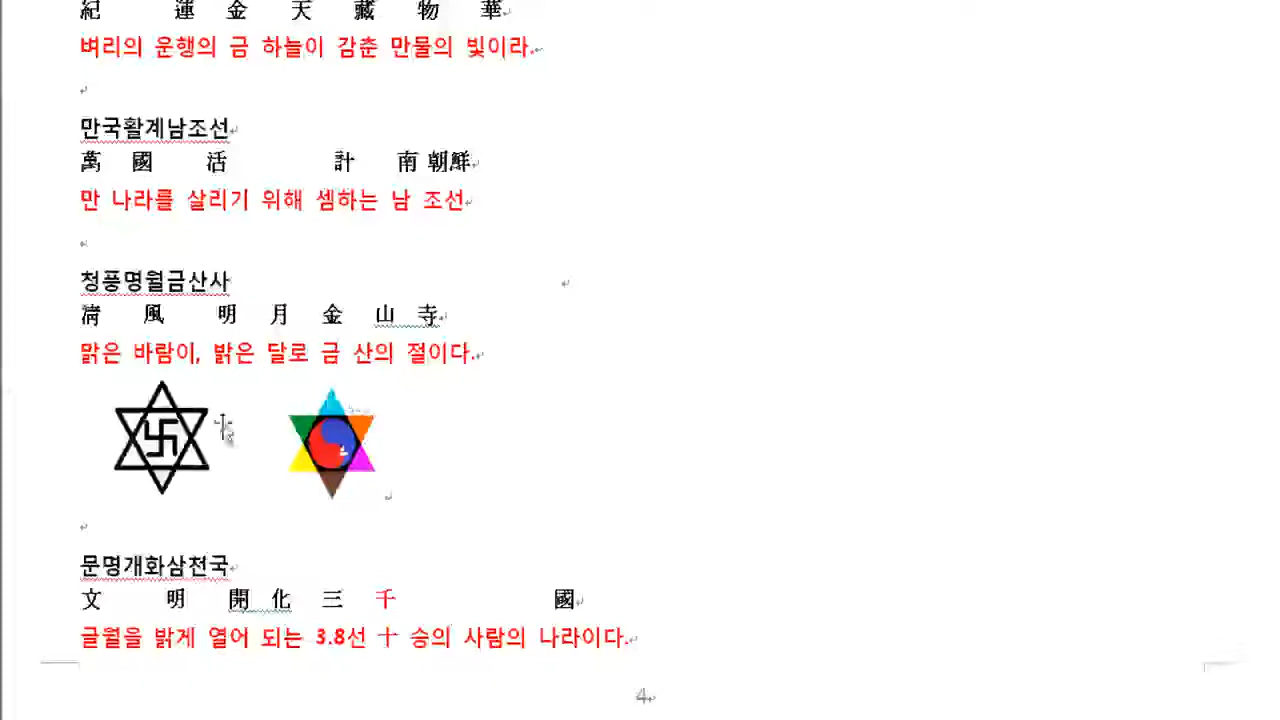 紀 運 金 天 藏 物 華
벼리의 운행의 금 하늘이 감춘 만물의 빛이라.
만국활계남조선
萬 國 活 計 南 朝鮮
만 나라를 살리기 위해 셈하는 남 조선
청풍명월금산사
淸 風 明 月 金 山 寺
맑은 바람이, 밝은 달로 금 산의 절이다.
卐
문명개화삼천국
文 明 開 化 三 千 國
글월을 밝게 열어 되는 3.8선 十 승의 사람의 나라이다.
4